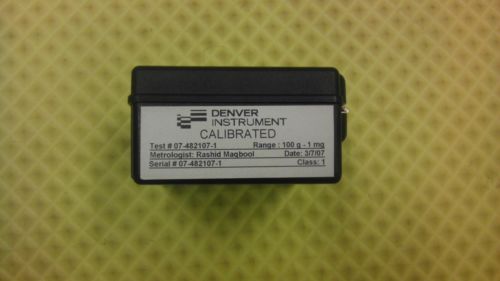 DENVER
INSTRUMENT
CALIBRATED
Test # 07-482107-1 Range : 100 g - 1 mg
Metrologist: Rashid Maqbool Date: 3/7/07
Serial # 07-482107-1 Class: 1